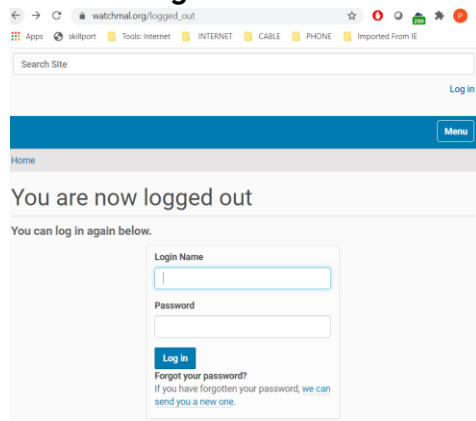 watchmal.org/logged_out
Apps skillport Tools: Internet INTERNET CABLE PHONE Imported From IE
Search Site
Log in
Menu
Home
You are now logged out
You can log in again below.
Login Name
Password
Log in
Forgot your password?
If you have forgotten your password, we can
send you a new one.